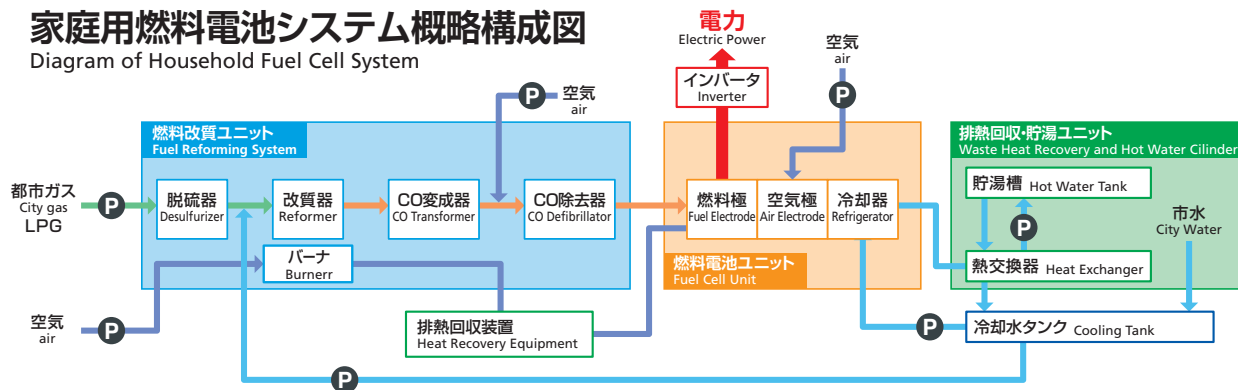 家庭用燃料電池システム概略構成図
Diagram of Household Fuel Cell System
電力
Electric Power
空気
air
インバータ
Inverter
P
P
空気
air
燃料改質ユニット
Fuel Reforming System
排熱回収・貯湯ユニット
Waste Heat Recovery and Hot Water Cilinder
都市ガス
City gas
LPG
P
脱硫器
Desulfurizer
改質器
Reformer
CO変成器
CO Transformer
CO除去器
CO Defibrillator
燃料極
Fuel Electrode
空気極
Air Electrode
冷却器
Refrigerator
貯湯槽 Hot Water Tank
P
市水
City Water
バーナ
Burnerr
燃料電池ユニット
Fuel Cell Unit
熱交換器 Heat Exchanger
空気
air
P
排熱回収装置
Heat Recovery Equipment
P
冷却水タンク Cooling Tank
P